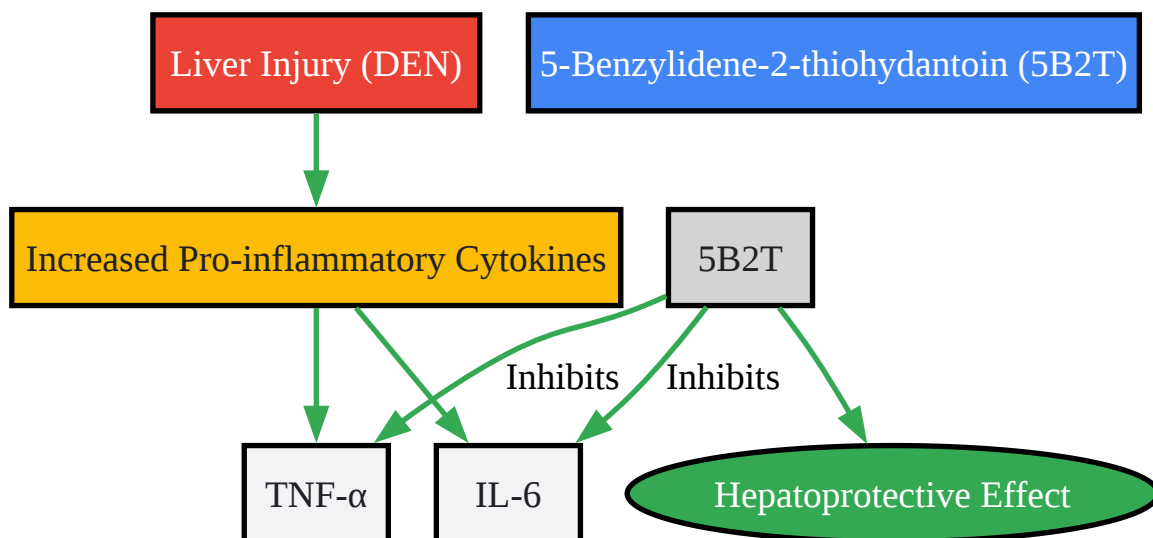 Liver Injury (DEN)
5-Benzylidene-2-thiohydantoin (5B2T)
Increased Pro-inflammatory Cytokines
5B2T
Inhibits
Inhibits
TNF-α
IL-6
Hepatoprotective Effect